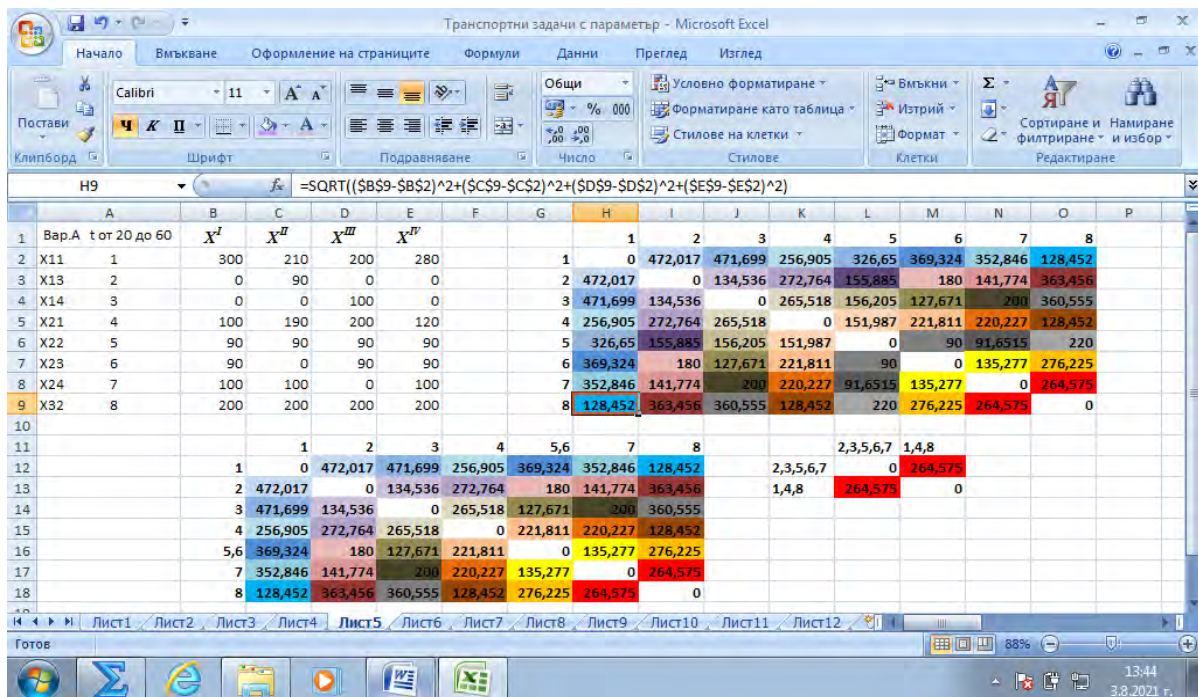 Транспортни задачи с параметър - Microsoft Excel
Начало Вмъкване Оформление на страниците Формули Данни Преглед Изглед
Постави
Клипборд
Calibri 11
Ч К П
Шрифт
Подравняване
Общи
% 000
Число
Условно форматиране
Форматиране като таблица
Стилове на клетки
Стилове
Вмъкни
Изтрий
Формат
Клетки
Сортиране и филтриране
Намиране и избор
Редактиране
H9 fx =SQRT(($B$9-$B$2)^2+($C$9-$C$2)^2+($D$9-$D$2)^2+($E$9-$E$2)^2)
A B C D E F G H I J K L M N O P
1 Вар.А t от 20 до 60 X^I X^II X^III X^IV 1 2 3 4 5 6 7 8
2 X11 1 300 210 200 280 1 0 472,017 471,699 256,905 326,65 369,324 352,846 128,452
3 X13 2 0 90 0 0 2 472,017 0 134,536 272,764 155,885 180 141,774 363,456
4 X14 3 0 0 100 0 3 471,699 134,536 0 265,518 156,205 127,671 200 360,555
5 X21 4 100 190 200 120 4 256,905 272,764 265,518 0 151,987 221,811 220,227 128,452
6 X22 5 90 90 90 90 5 326,65 155,885 156,205 151,987 0 90 91,6515 220
7 X23 6 90 0 90 90 6 369,324 180 127,671 221,811 90 0 135,277 276,225
8 X24 7 100 100 0 100 7 352,846 141,774 200 220,227 91,6515 135,277 0 264,575
9 X32 8 200 200 200 200 8 128,452 363,456 360,555 128,452 220 276,225 264,575 0
10
11 1 2 3 4 5,6 7 8 2,3,5,6,7 1,4,8
12 1 0 472,017 471,699 256,905 369,324 352,846 128,452 2,3,5,6,7 0 264,575
13 2 472,017 0 134,536 272,764 180 141,774 363,456 1,4,8 264,575 0
14 3 471,699 134,536 0 265,518 127,671 200 360,555
15 4 256,905 272,764 265,518 0 221,811 220,227 128,452
16 5,6 369,324 180 127,671 221,811 0 135,277 276,225
17 7 352,846 141,774 200 220,227 135,277 0 264,575
18 8 128,452 363,456 360,555 128,452 276,225 264,575 0
Лист1 Лист2 Лист3 Лист4 Лист5 Лист6 Лист7 Лист8 Лист9 Лист10 Лист11 Лист12
Готов 88%
13:44
3.8.2021 г.